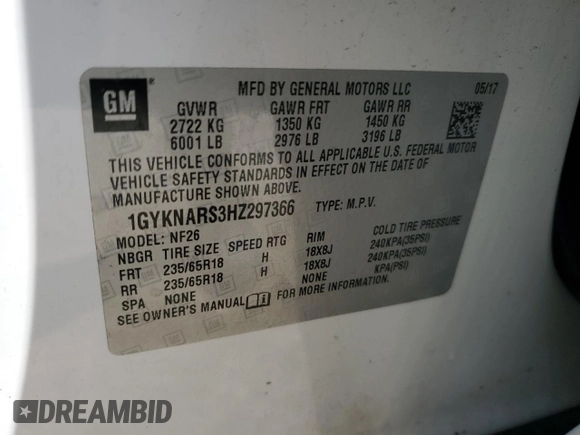 GM
MFD BY GENERAL MOTORS LLC 05/17
GVWR GAWR FRT GAWR RR
2722 KG 1350 KG 1450 KG
6001 LB 2976 LB 3196 LB
THIS VEHICLE CONFORMS TO ALL APPLICABLE U.S. FEDERAL MOTOR
VEHICLE SAFETY STANDARDS IN EFFECT ON THE DATE OF
MANUFACTURE SHOWN ABOVE.
1GYKNARS3HZ297366 TYPE: M.P.V.
MODEL: NF26
NBGR TIRE SIZE SPEED RTG RIM COLD TIRE PRESSURE
FRT 235/65R18 H 18X8J 240KPA(35PSI)
RR 235/65R18 H 18X8J 240KPA(35PSI)
SPA NONE NONE KPA(PSI)
SEE OWNER'S MANUAL FOR MORE INFORMATION.
DREAMBID